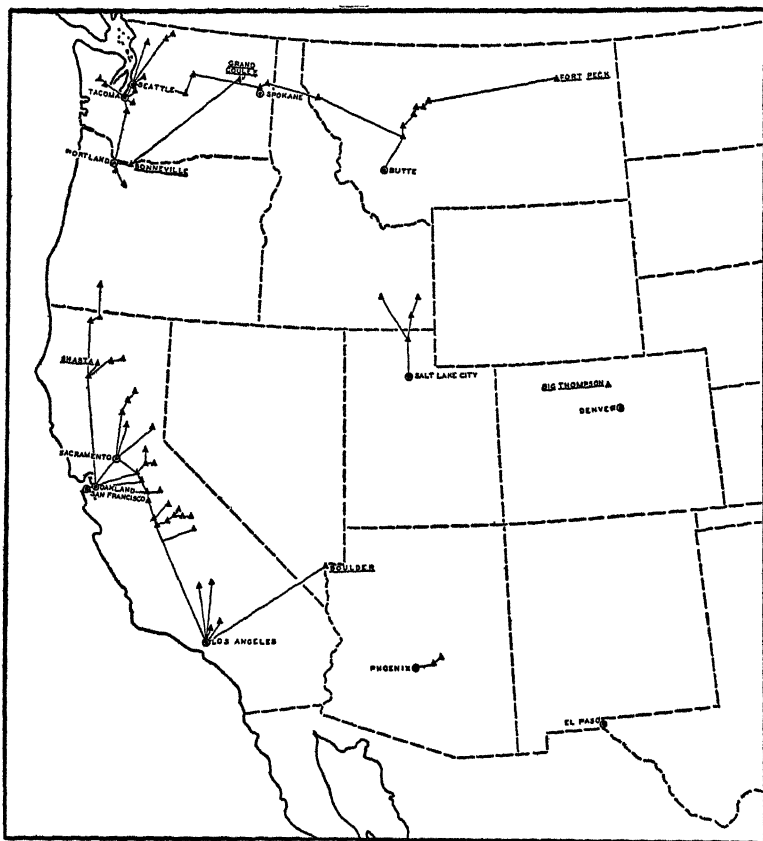 GRAND
COULEE
SEATTLE
TACOMA
SPOKANE
FORT PECK
PORTLAND
BONNEVILLE
BUTTE
SHASTA
SALT LAKE CITY
BIG THOMPSON
DENVER
SACRAMENTO
OAKLAND
SAN FRANCISCO
BOULDER
LOS ANGELES
PHOENIX
EL PASO